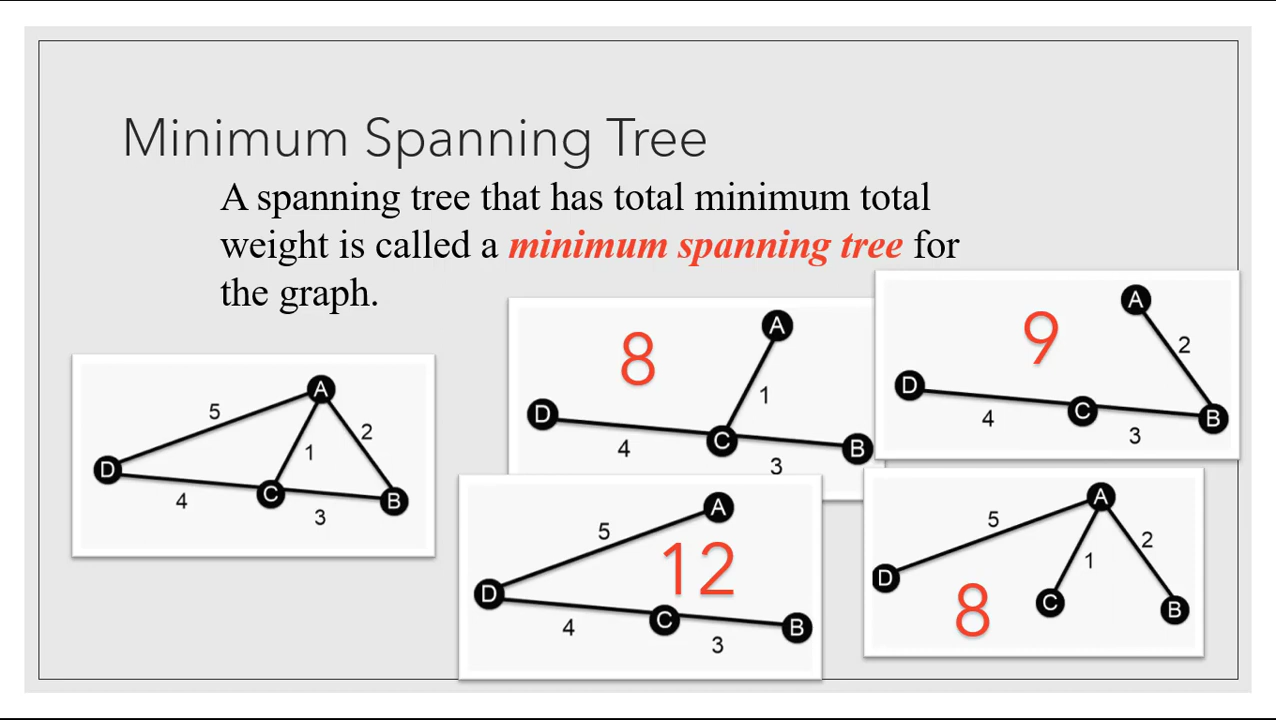 Minimum Spanning Tree
A spanning tree that has total minimum total
weight is called a minimum spanning tree for
the graph.
A
5
2
1
D
C
B
4
3
8
A
1
D
C
B
4
3
9
A
2
D
C
B
4
3
A
5
12
D
C
B
4
3
A
5
2
1
D
C
B
8